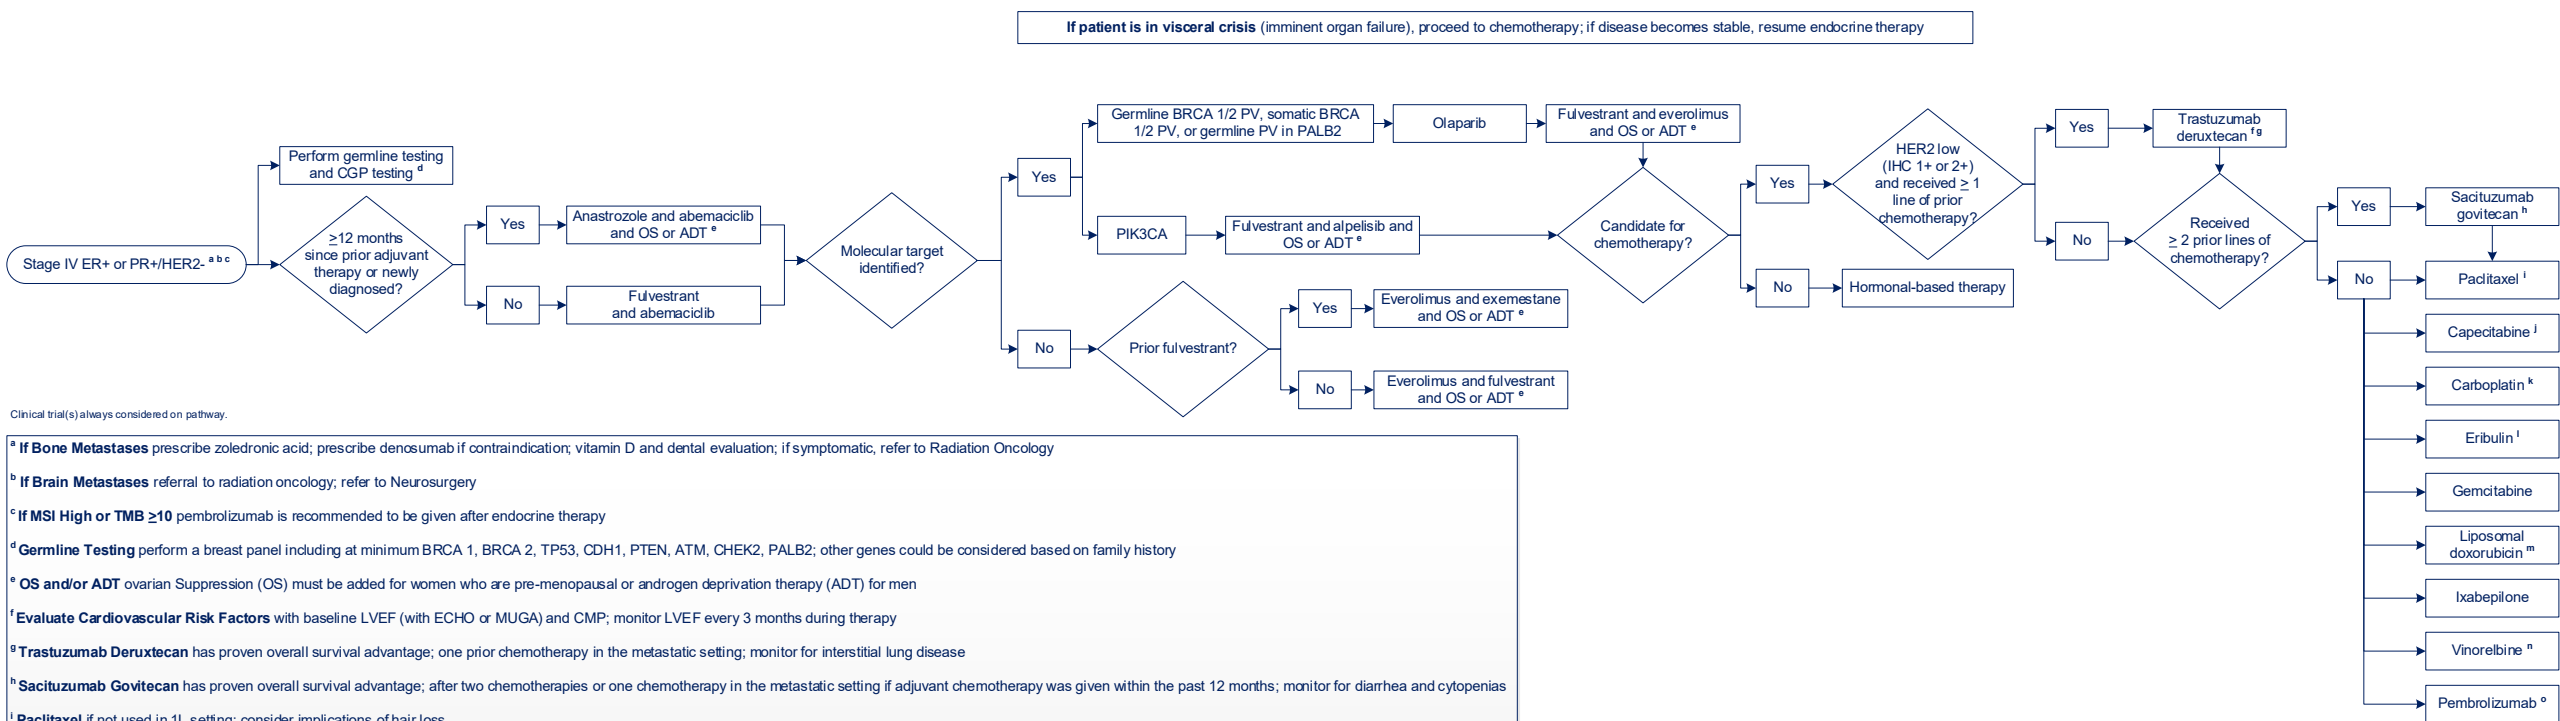 If patient is in visceral crisis (imminent organ failure), proceed to chemotherapy; if disease becomes stable, resume endocrine therapy
Stage IV ER+ or PR+/HER2- a b c
Perform germline testing
and CGP testing d
≥12 months
since prior adjuvant
therapy or newly
diagnosed?
Yes
Anastrozole and abemaciclib
and OS or ADT e
No
Fulvestrant
and abemaciclib
Molecular target
identified?
Yes
Germline BRCA 1/2 PV, somatic BRCA
1/2 PV, or germline PV in PALB2
Olaparib
Fulvestrant and everolimus
and OS or ADT e
PIK3CA
Fulvestrant and alpelisib and
OS or ADT e
No
Prior fulvestrant?
Yes
Everolimus and exemestane
and OS or ADT e
No
Everolimus and fulvestrant
and OS or ADT e
Candidate for
chemotherapy?
Yes
No
Hormonal-based therapy
HER2 low
(IHC 1+ or 2+)
and received ≥ 1
line of prior
chemotherapy?
Yes
Trastuzumab
deruxtecan f g
No
Received
≥ 2 prior lines of
chemotherapy?
Yes
Sacituzumab
govitecan h
No
Paclitaxel i
Capecitabine j
Carboplatin k
Eribulin l
Gemcitabine
Liposomal
doxorubicin m
Ixabepilone
Vinorelbine n
Pembrolizumab o
Clinical trial(s) always considered on pathway.
a If Bone Metastases prescribe zoledronic acid; prescribe denosumab if contraindication; vitamin D and dental evaluation; if symptomatic, refer to Radiation Oncology
b If Brain Metastases referral to radiation oncology; refer to Neurosurgery
c If MSI High or TMB ≥10 pembrolizumab is recommended to be given after endocrine therapy
d Germline Testing perform a breast panel including at minimum BRCA 1, BRCA 2, TP53, CDH1, PTEN, ATM, CHEK2, PALB2; other genes could be considered based on family history
e OS and/or ADT ovarian Suppression (OS) must be added for women who are pre-menopausal or androgen deprivation therapy (ADT) for men
f Evaluate Cardiovascular Risk Factors with baseline LVEF (with ECHO or MUGA) and CMP; monitor LVEF every 3 months during therapy
g Trastuzumab Deruxtecan has proven overall survival advantage; one prior chemotherapy in the metastatic setting; monitor for interstitial lung disease
h Sacituzumab Govitecan has proven overall survival advantage; after two chemotherapies or one chemotherapy in the metastatic setting if adjuvant chemotherapy was given within the past 12 months; monitor for diarrhea and cytopenias
i Paclitaxel if not used in 1L setting; consider implications of hair loss